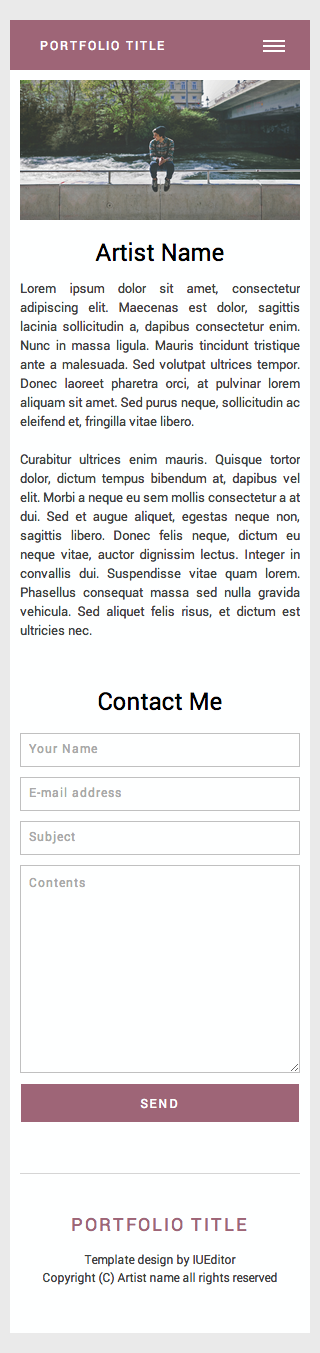 PORTFOLIO TITLE
Artist Name
Lorem ipsum dolor sit amet, consectetur
adipiscing elit. Maecenas est dolor, sagittis
lacinia sollicitudin a, dapibus consectetur enim.
Nunc in massa ligula. Mauris tincidunt tristique
ante a malesuada. Sed volutpat ultrices tempor.
Donec laoreet pharetra orci, at pulvinar lorem
aliquam sit amet. Sed purus neque, sollicitudin ac
eleifend et, fringilla vitae libero.
Curabitur ultrices enim mauris. Quisque tortor
dolor, dictum tempus bibendum at, dapibus vel
elit. Morbi a neque eu sem mollis consectetur a at
dui. Sed et augue aliquet, egestas neque non,
sagittis libero. Donec felis neque, dictum eu
neque vitae, auctor dignissim lectus. Integer in
convallis dui. Suspendisse vitae quam lorem.
Phasellus consequat massa sed nulla gravida
vehicula. Sed aliquet felis risus, et dictum est
ultricies nec.
Contact Me
Your Name
E-mail address
Subject
Contents
SEND
PORTFOLIO TITLE
Template design by IUEditor
Copyright (C) Artist name all rights reserved